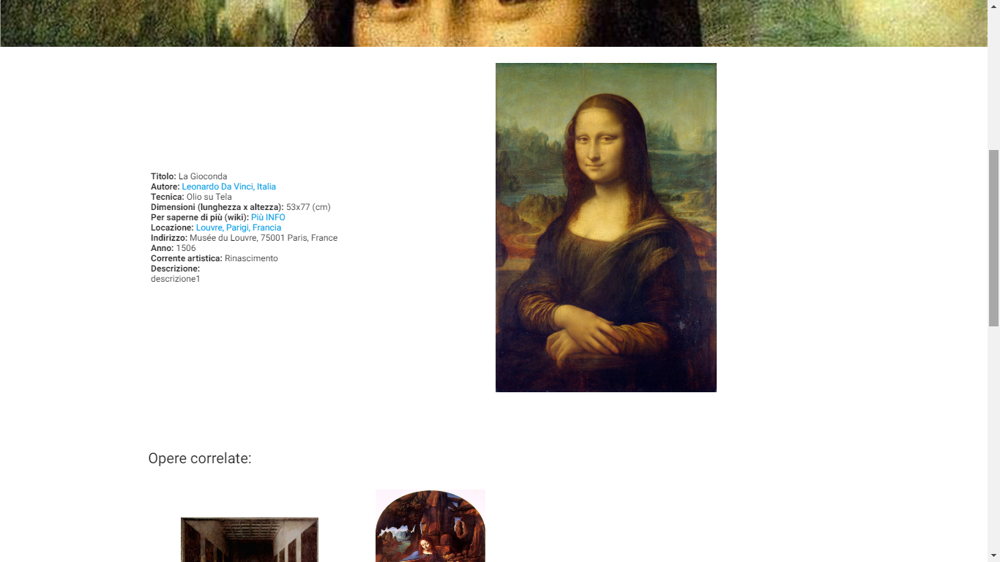 Titolo: La Gioconda
Autore: Leonardo Da Vinci, Italia
Tecnica: Olio su Tela
Dimensioni (lunghezza x altezza): 53x77 (cm)
Per saperne di più (wiki): Più INFO
Locazione: Louvre, Parigi, Francia
Indirizzo: Musée du Louvre, 75001 Paris, France
Anno: 1506
Corrente artistica: Rinascimento
Descrizione:
descrizione1
Opere correlate: